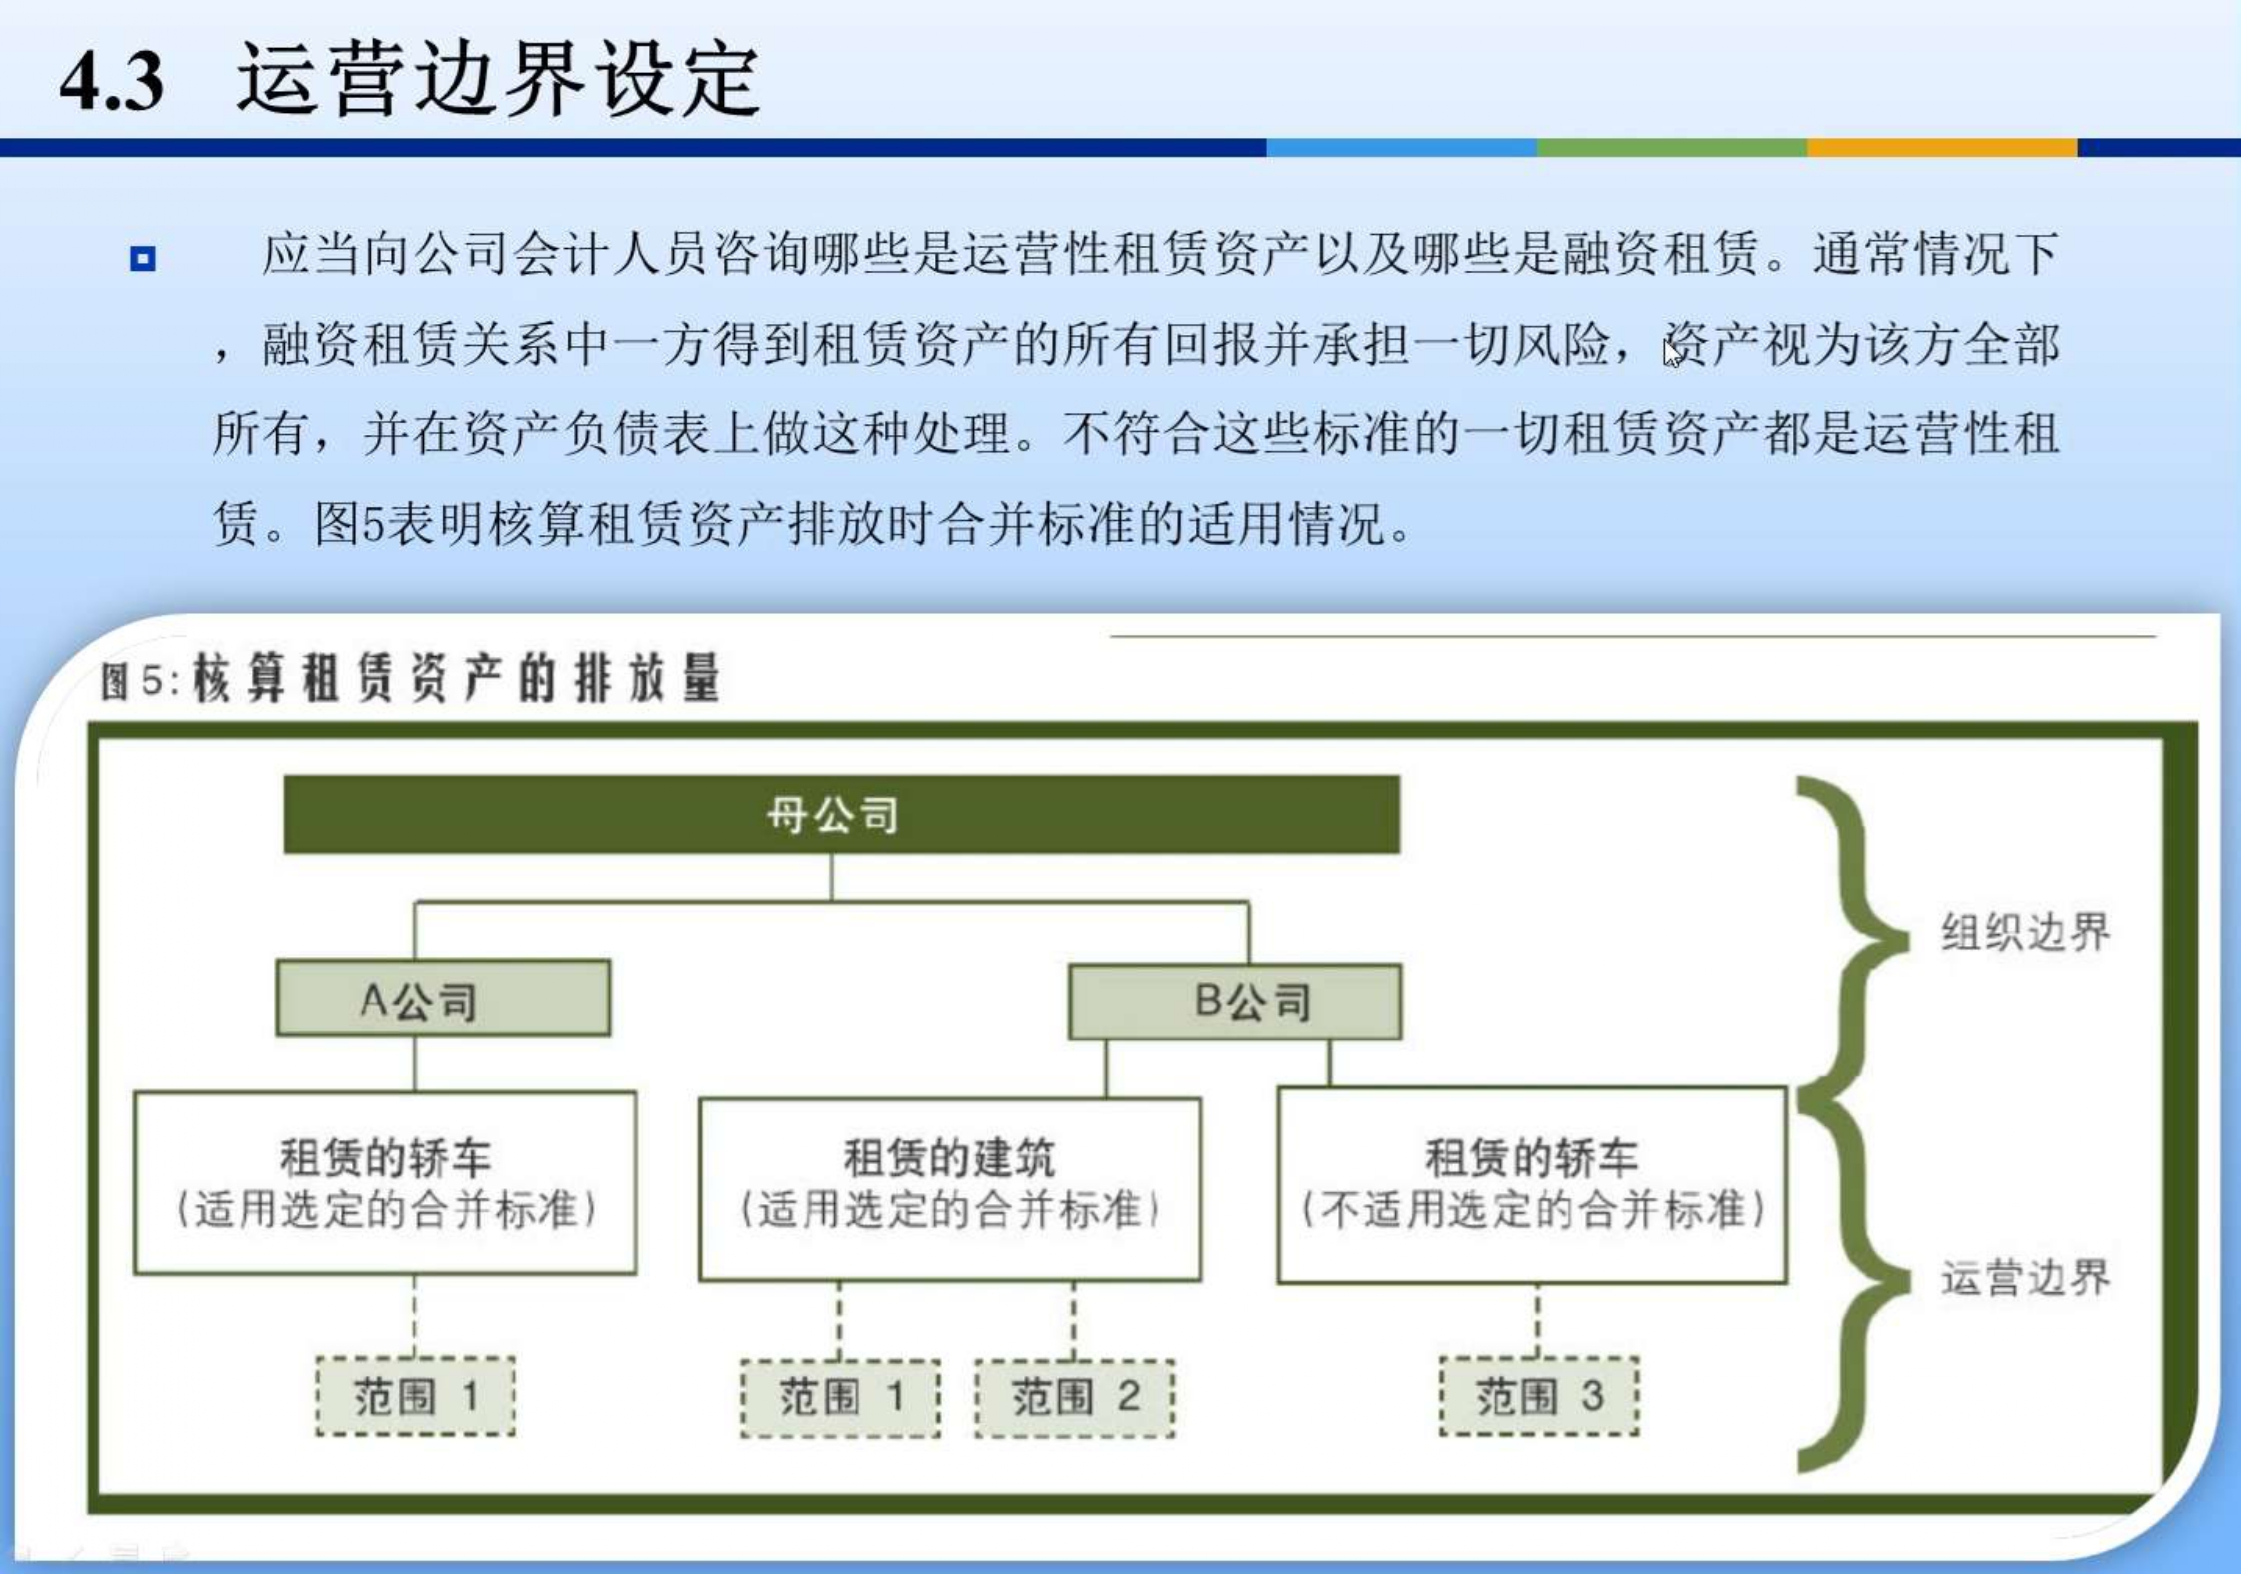 4.3 运营边界设定
应当向公司会计人员咨询哪些是运营性租赁资产以及哪些是融资租赁。通常情况下
，融资租赁关系中一方得到租赁资产的所有回报并承担一切风险，资产视为该方全部
所有，并在资产负债表上做这种处理。不符合这些标准的一切租赁资产都是运营性租
赁。图5表明核算租赁资产排放时合并标准的适用情况。
图5:核算租赁资产的排放量
母公司
组织边界
A公司
B公司
租赁的轿车
(适用选定的合并标准)
租赁的建筑
(适用选定的合并标准)
租赁的轿车
(不适用选定的合并标准)
运营边界
范围 1
范围 1
范围 2
范围 3